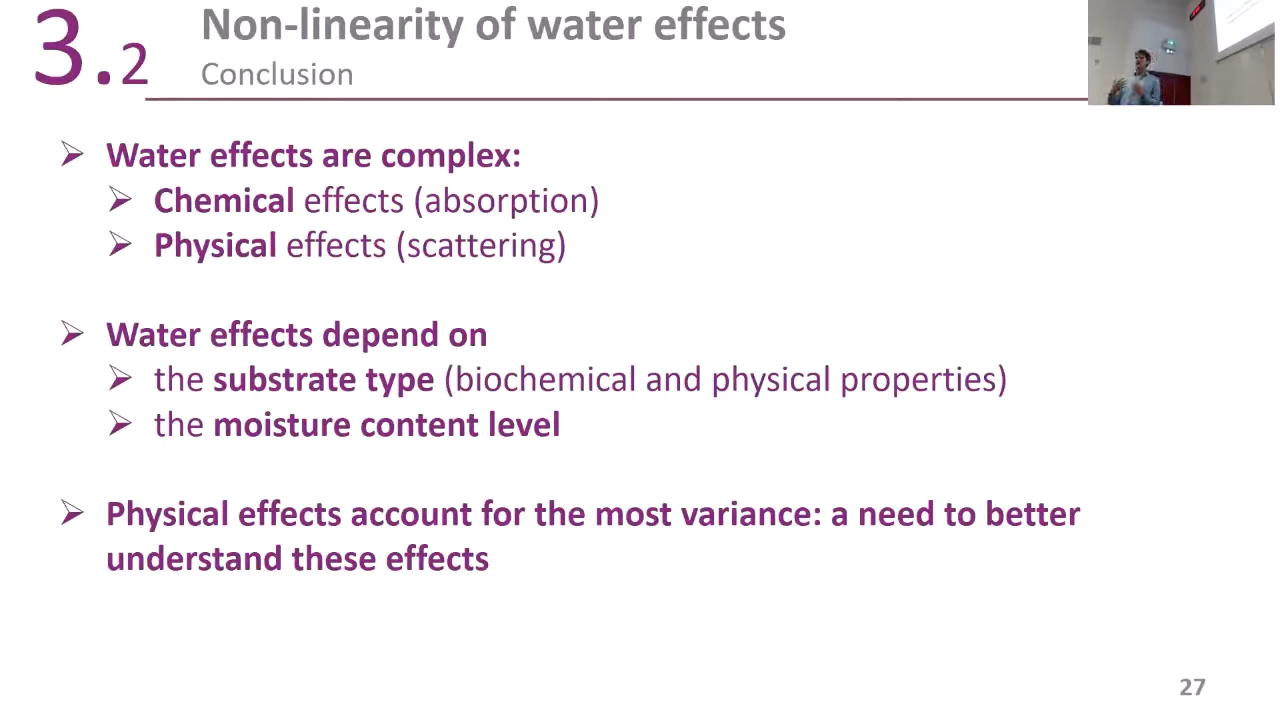 3.2
Non-linearity of water effects
Conclusion
➢ Water effects are complex:
➢ Chemical effects (absorption)
➢ Physical effects (scattering)
➢ Water effects depend on
➢ the substrate type (biochemical and physical properties)
➢ the moisture content level
➢ Physical effects account for the most variance: a need to better
understand these effects
27